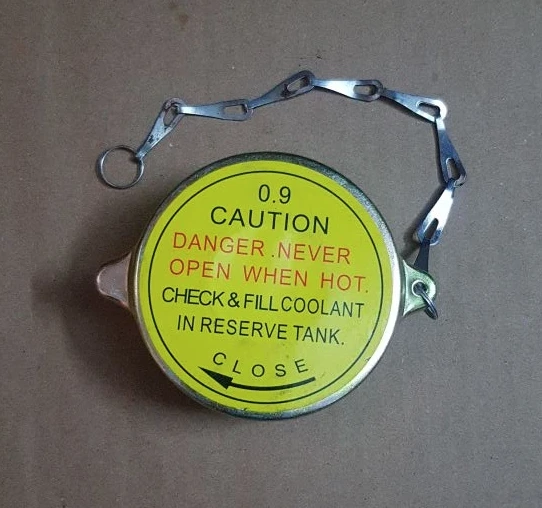 0.9
CAUTION
DANGER .NEVER
OPEN WHEN HOT.
CHECK & FILL COOLANT
IN RESERVE TANK.
CLOSE